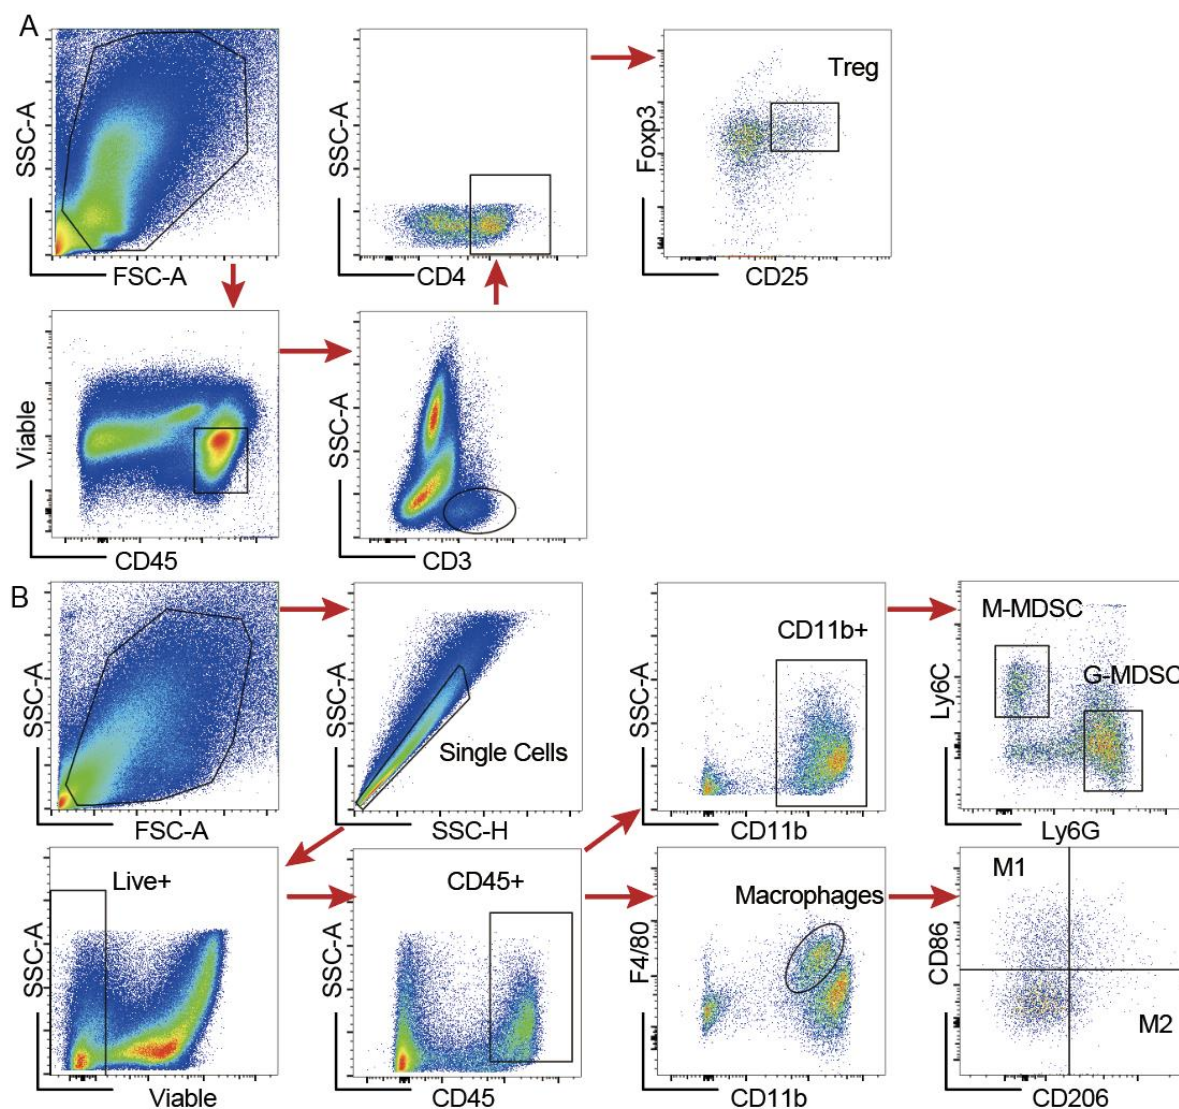 A
SSC-A
FSC-A
SSC-A
CD4
Treg
Foxp3
CD25
Viable
CD45
SSC-A
CD3
B
SSC-A
FSC-A
SSC-A
Single Cells
SSC-H
CD11b+
SSC-A
CD11b
M-MDSC
G-MDSC
Ly6C
Ly6G
Live+
SSC-A
Viable
CD45+
SSC-A
CD45
Macrophages
F4/80
CD11b
M1
CD86
M2
CD206